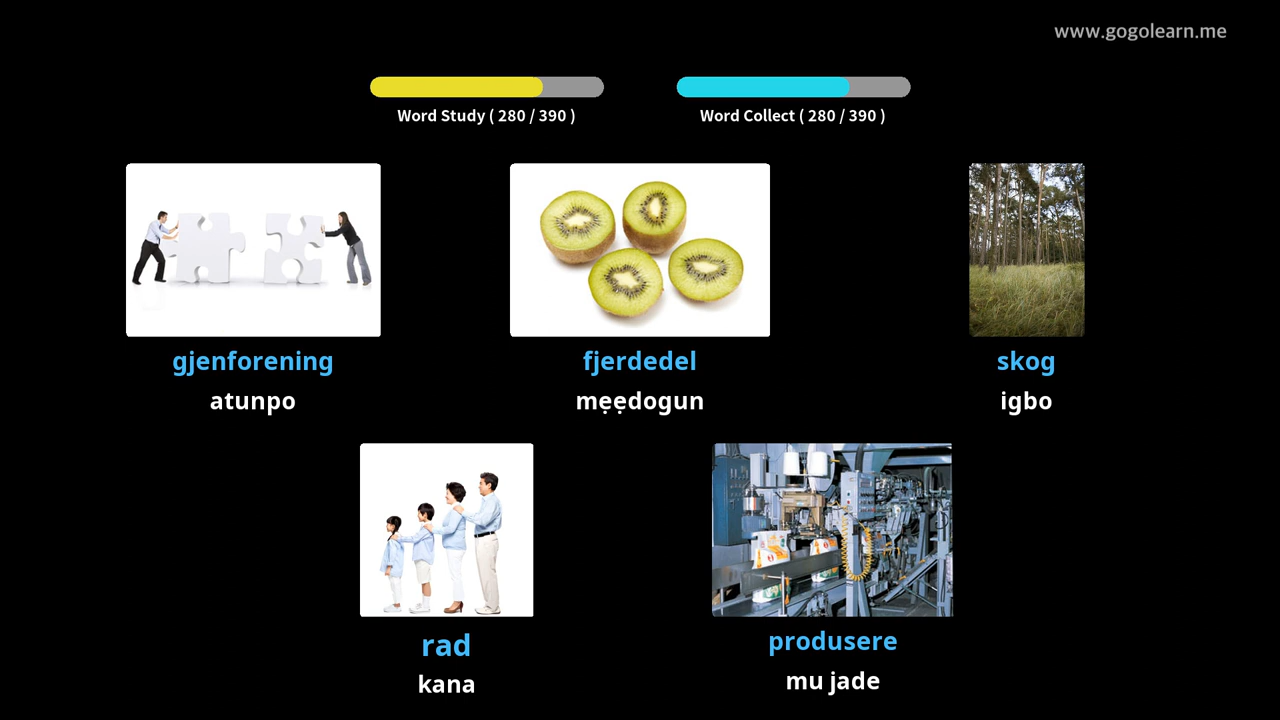 www.gogolearn.me
Word Study ( 280 / 390 )
Word Collect ( 280 / 390 )
gjenforening
atunpo
fjerdedel
mẹẹdogun
skog
igbo
rad
kana
produsere
mu jade